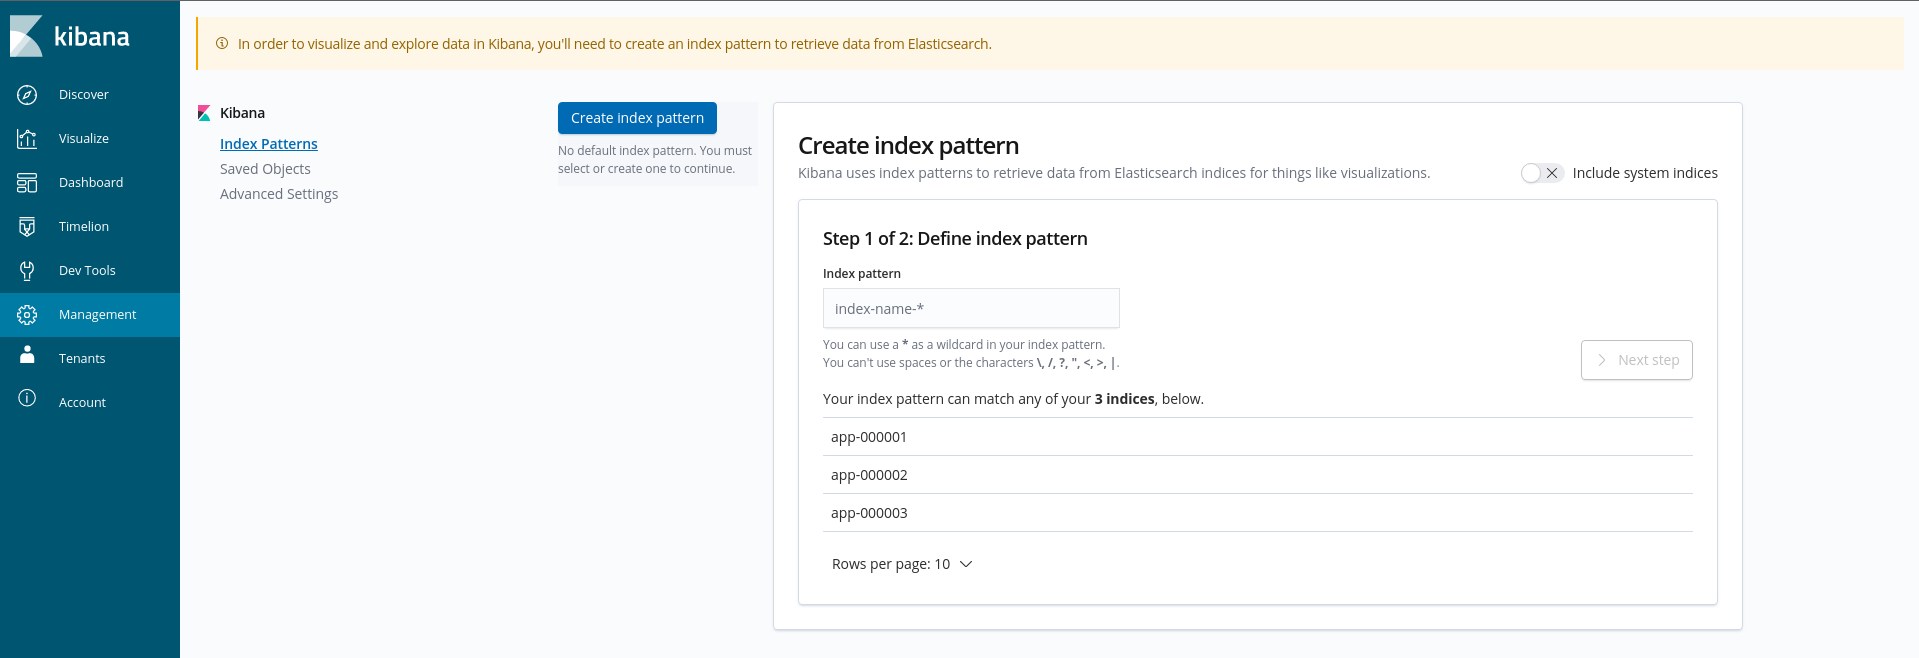 kibana
Discover
Visualize
Dashboard
Timelion
Dev Tools
Management
Tenants
Account
In order to visualize and explore data in Kibana, you'll need to create an index pattern to retrieve data from Elasticsearch.
Kibana
Index Patterns
Saved Objects
Advanced Settings
Create index pattern
No default index pattern. You must
select or create one to continue.
Create index pattern
Kibana uses index patterns to retrieve data from Elasticsearch indices for things like visualizations.
Include system indices
Step 1 of 2: Define index pattern
Index pattern
index-name-*
You can use a * as a wildcard in your index pattern.
You can't use spaces or the characters \, /, ?, ", <, >, |.
Next step
Your index pattern can match any of your 3 indices, below.
app-000001
app-000002
app-000003
Rows per page: 10